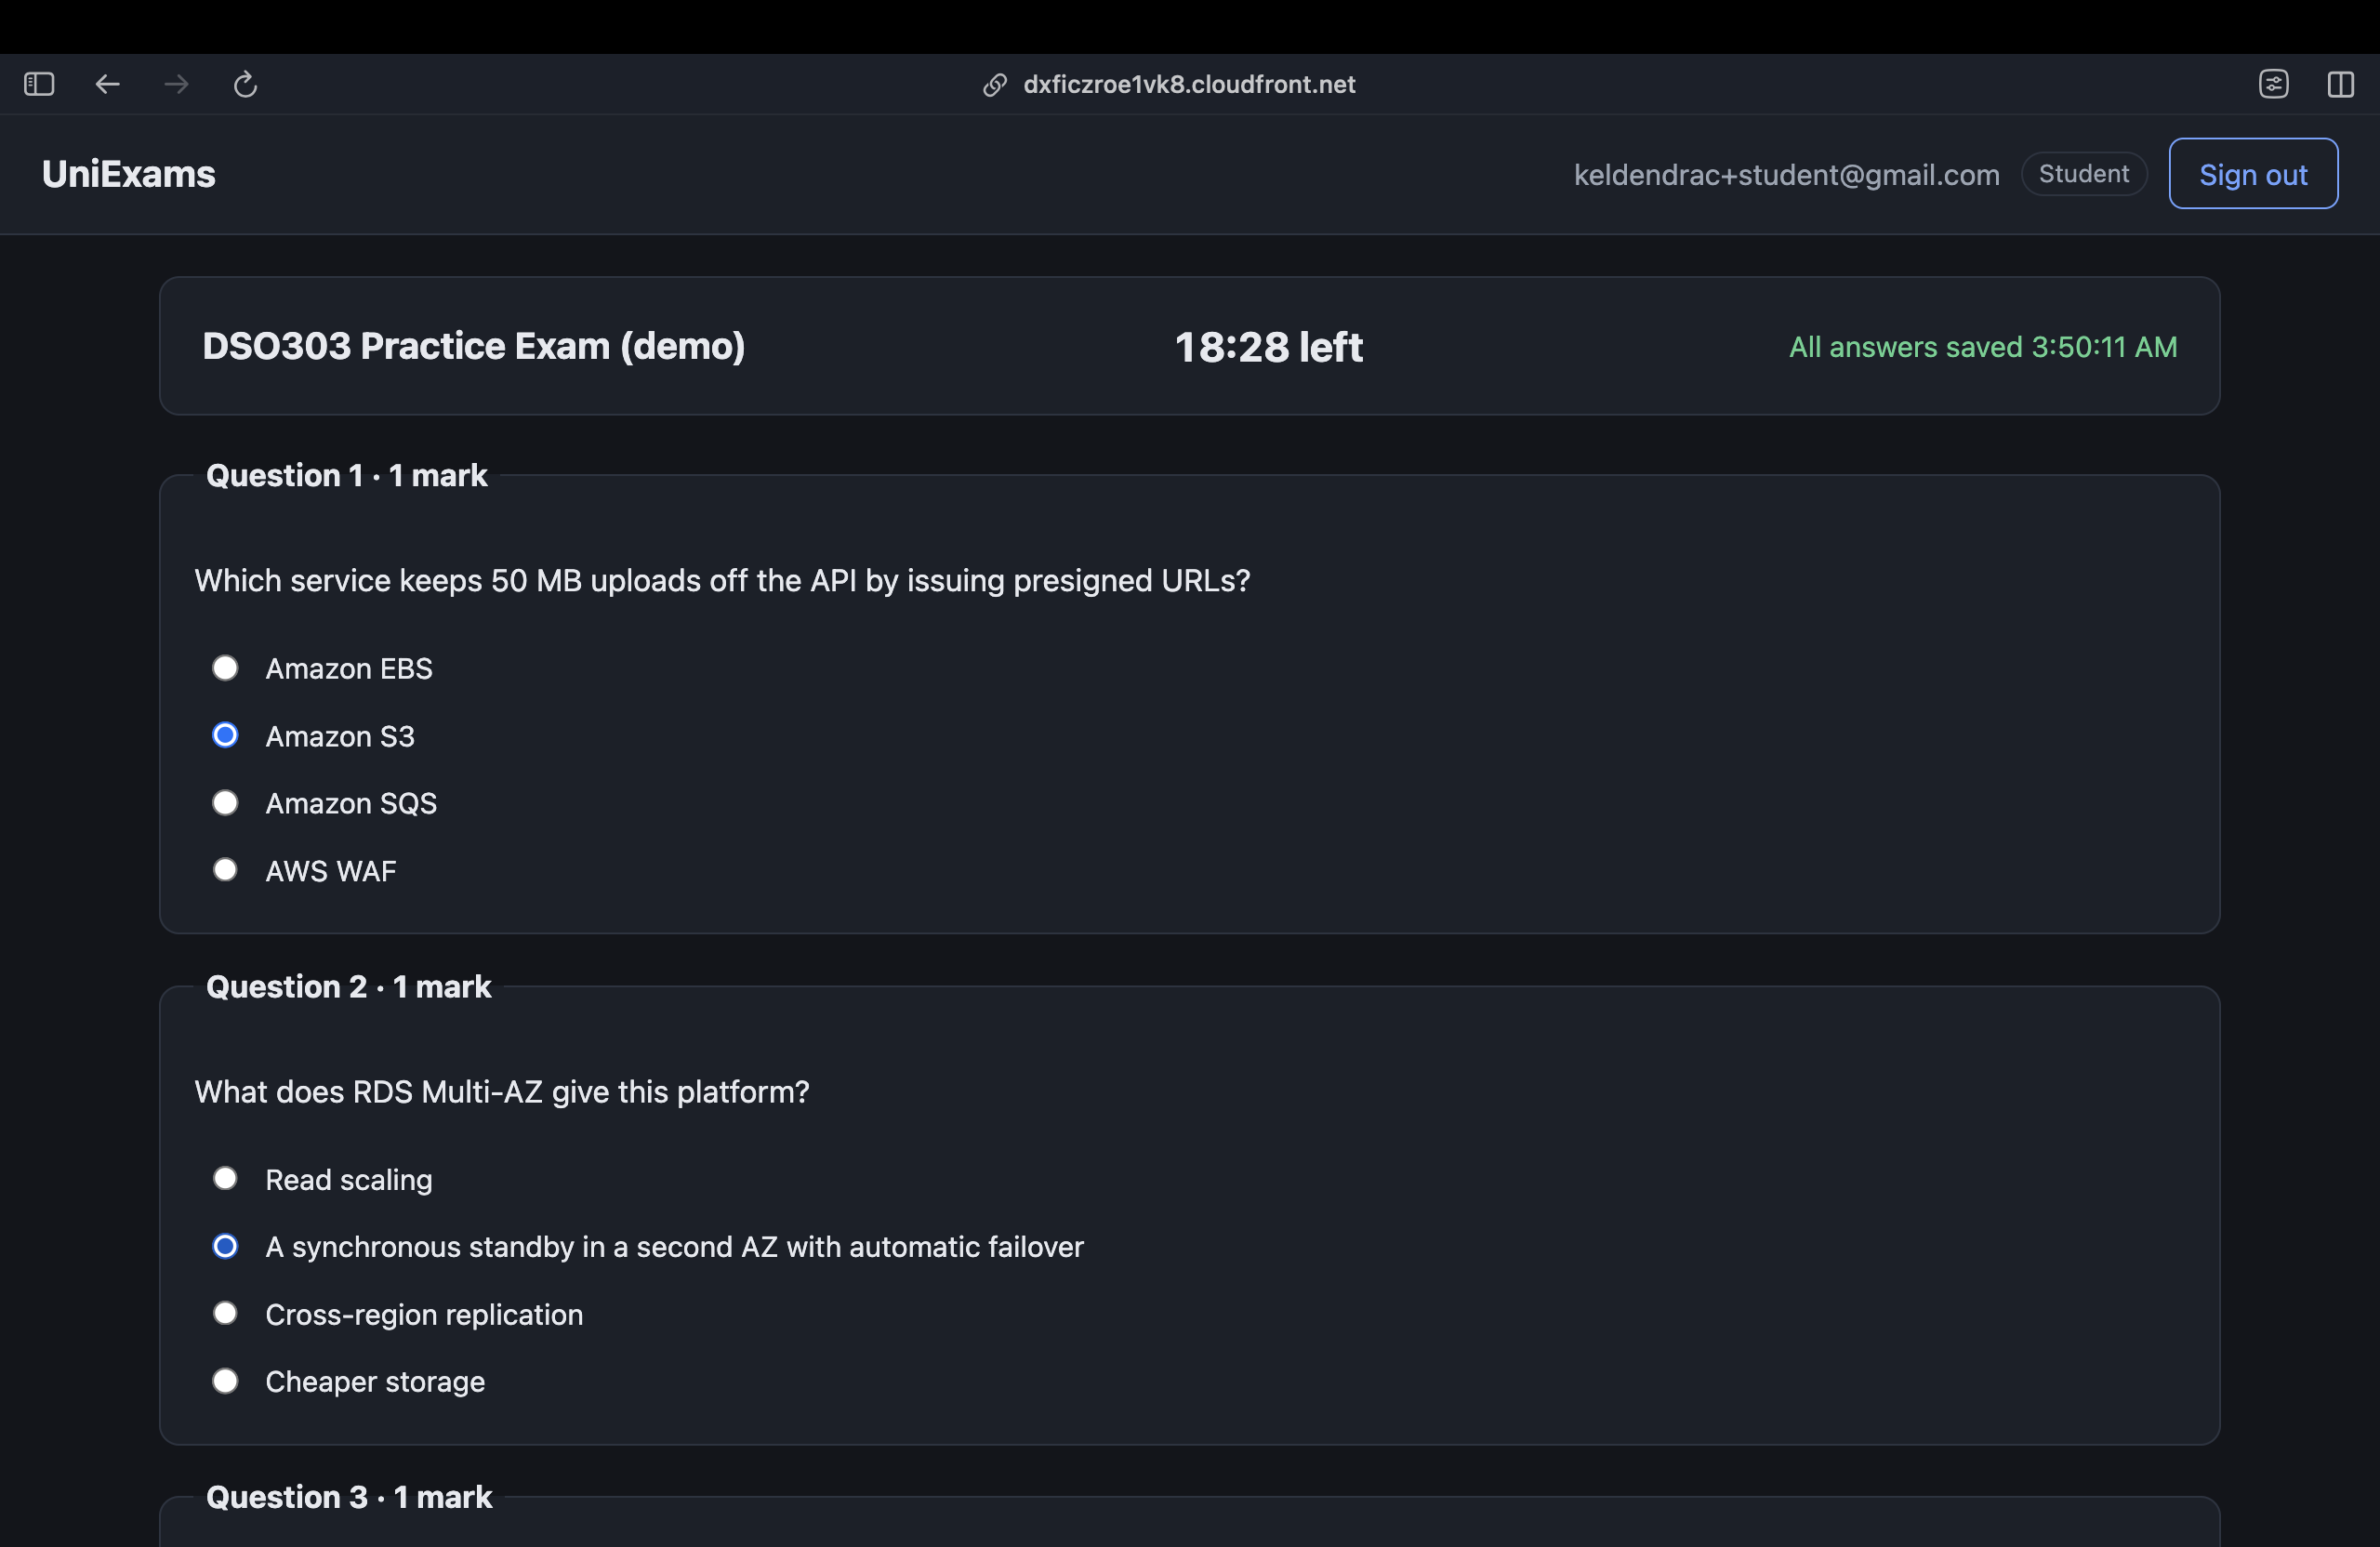 dxficzroe1vk8.cloudfront.net
UniExams
keldendrac+student@gmail.com
Student
Sign out
DSO303 Practice Exam (demo)
18:28 left
All answers saved 3:50:11 AM
Question 1 · 1 mark
Which service keeps 50 MB uploads off the API by issuing presigned URLs?
Amazon EBS
Amazon S3
Amazon SQS
AWS WAF
Question 2 · 1 mark
What does RDS Multi-AZ give this platform?
Read scaling
A synchronous standby in a second AZ with automatic failover
Cross-region replication
Cheaper storage
Question 3 · 1 mark